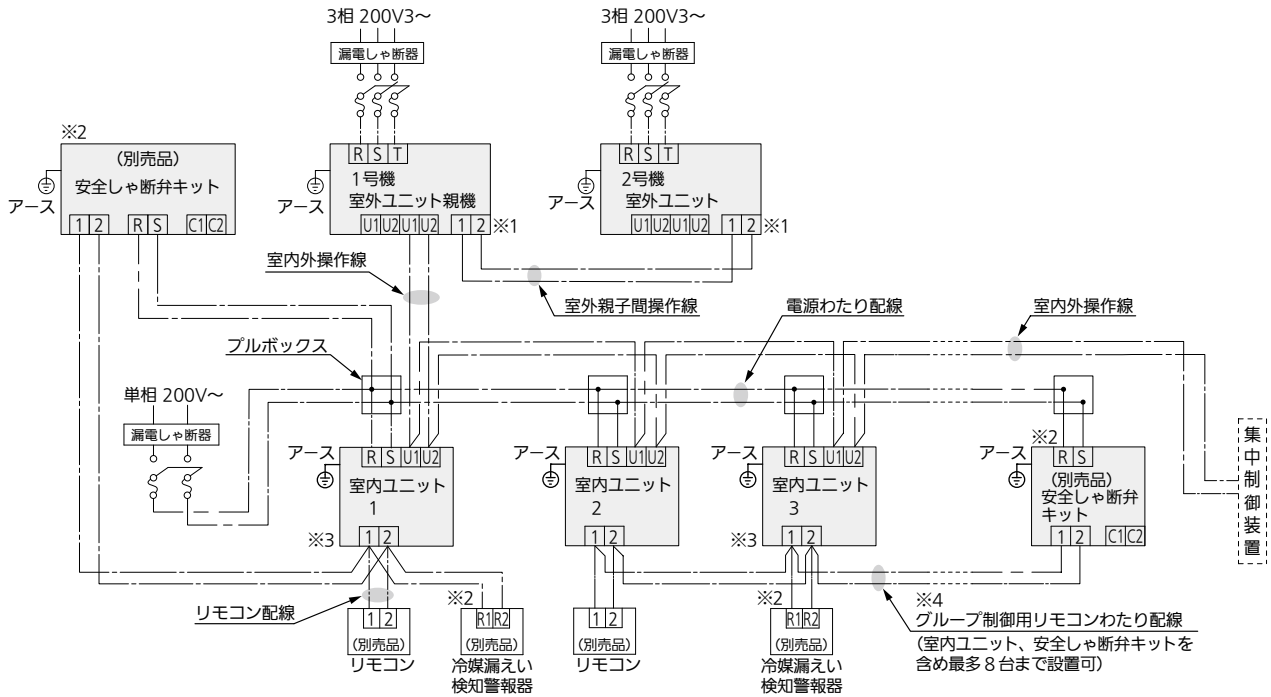 3相 200V3～
3相 200V3～
漏電しゃ断器
漏電しゃ断器
※2
(別売品)
安全しゃ断弁キット
アース
1 2 R S C1 C2
R S T
1号機
室外ユニット親機
アース
U1 U2 U1 U2 1 2 ※1
R S T
2号機
室外ユニット
アース
U1 U2 U1 U2 1 2 ※1
室内外操作線
室外親子間操作線
電源わたり配線
室内外操作線
プルボックス
単相 200V～
漏電しゃ断器
アース
R S U1 U2
室内ユニット
1
※3
1 2
アース
R S U1 U2
室内ユニット
2
1 2
アース
R S U1 U2
室内ユニット
3
※3
1 2
※2
アース
R S
(別売品)
安全しゃ断弁
キット
1 2 C1 C2
集中制御装置
リモコン配線
1 2
(別売品)
リモコン
※2
R1 R2
(別売品)
冷媒漏えい
検知警報器
1 2
(別売品)
リモコン
※2
R1 R2
(別売品)
冷媒漏えい
検知警報器
※4
グループ制御用リモコンわたり配線
(室内ユニット、安全しゃ断弁キットを
含め最多8台まで設置可)